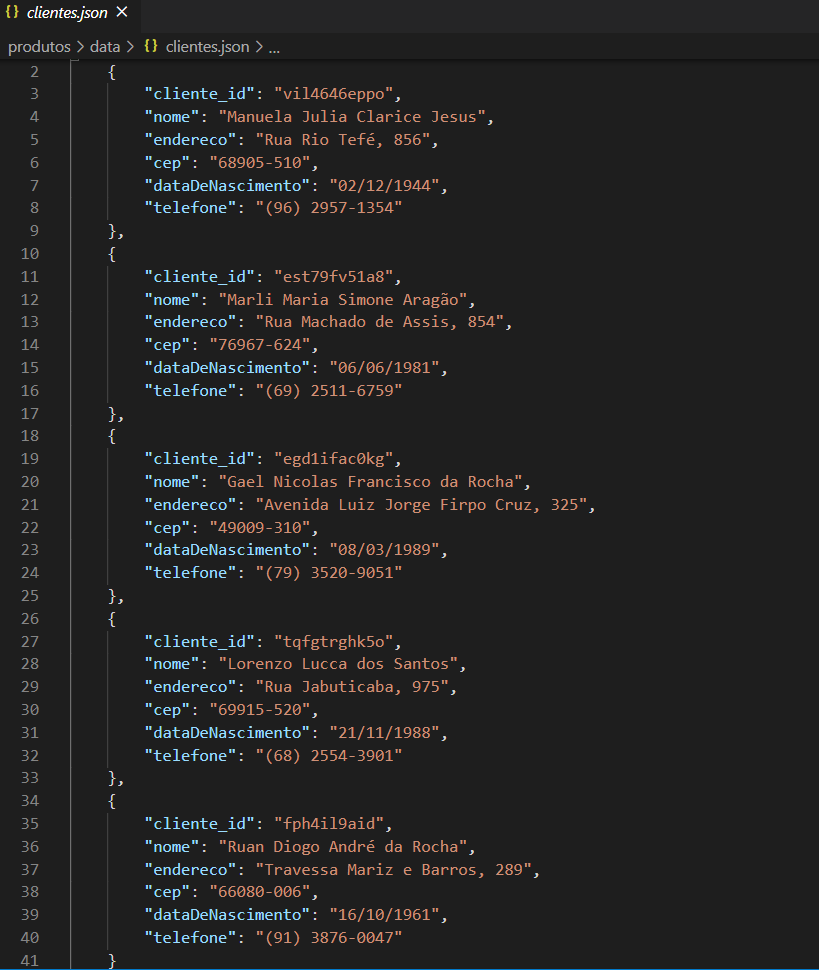 {} clientes.json ×
produtos > data > {} clientes.json > ...
2 {
3 "cliente_id": "vil4646eppo",
4 "nome": "Manuela Julia Clarice Jesus",
5 "endereco": "Rua Rio Tefé, 856",
6 "cep": "68905-510",
7 "dataDeNascimento": "02/12/1944",
8 "telefone": "(96) 2957-1354"
9 },
10 {
11 "cliente_id": "est79fv51a8",
12 "nome": "Marli Maria Simone Aragão",
13 "endereco": "Rua Machado de Assis, 854",
14 "cep": "76967-624",
15 "dataDeNascimento": "06/06/1981",
16 "telefone": "(69) 2511-6759"
17 },
18 {
19 "cliente_id": "egd1ifac0kg",
20 "nome": "Gael Nicolas Francisco da Rocha",
21 "endereco": "Avenida Luiz Jorge Firpo Cruz, 325",
22 "cep": "49009-310",
23 "dataDeNascimento": "08/03/1989",
24 "telefone": "(79) 3520-9051"
25 },
26 {
27 "cliente_id": "tqfgtrghk5o",
28 "nome": "Lorenzo Lucca dos Santos",
29 "endereco": "Rua Jabuticaba, 975",
30 "cep": "69915-520",
31 "dataDeNascimento": "21/11/1988",
32 "telefone": "(68) 2554-3901"
33 },
34 {
35 "cliente_id": "fph4il9aid",
36 "nome": "Ruan Diogo André da Rocha",
37 "endereco": "Travessa Mariz e Barros, 289",
38 "cep": "66080-006",
39 "dataDeNascimento": "16/10/1961",
40 "telefone": "(91) 3876-0047"
41 }